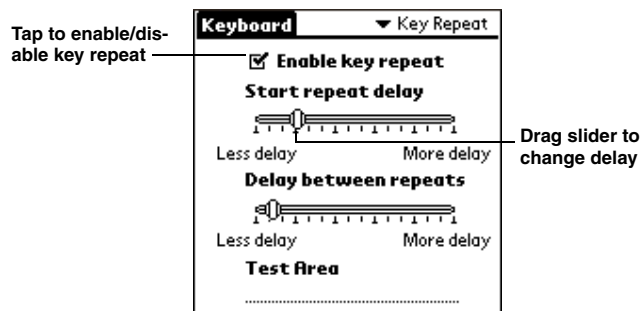 Keyboard
Key Repeat
Tap to enable/dis-
able key repeat
Enable key repeat
Start repeat delay
Less delay
More delay
Drag slider to
change delay
Delay between repeats
Less delay
More delay
Test Area